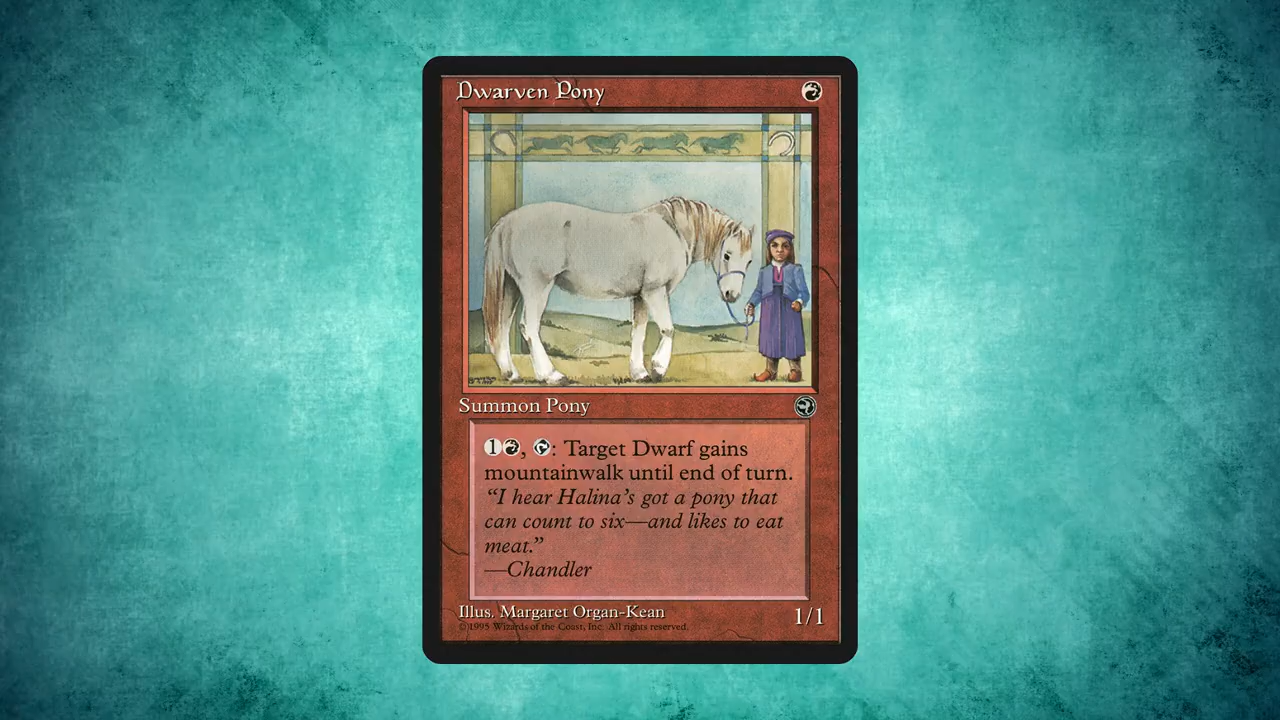 Dwarven Pony
Summon Pony
1, : Target Dwarf gains
mountainwalk until end of turn.
“I hear Halina’s got a pony that
can count to six—and likes to eat
meat.”
—Chandler
Illus. Margaret Organ-Kean
1/1
© 1995 Wizards of the Coast, Inc. All rights reserved.